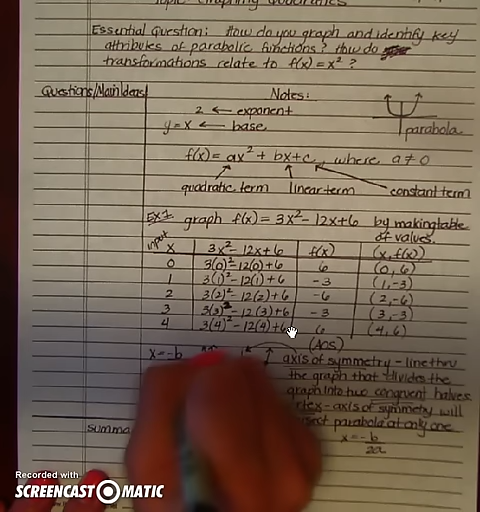 Topic: Graphing Quadratics
Essential Question: How do you graph and identify key
attributes of parabolic functions? How do
transformations relate to f(x)=x²?
Questions/Main Ideas Notes:
2 ← exponent
y=x ← base
parabola
f(x)=ax²+bx+c, where a≠0
quadratic term linear term constant term
Ex 1 graph f(x)=3x²-12x+6 by making table
of values.
input
x 3x²-12x+6 f(x) (x,f(x))
0 3(0)²-12(0)+6 6 (0,6)
1 3(1)²-12(1)+6 -3 (1,-3)
2 3(2)²-12(2)+6 -6 (2,-6)
3 3(3)²-12(3)+6 -3 (3,-3)
4 3(4)²-12(4)+6 6 (4,6)
(AOS)
x=-b axis of symmetry - line thru
the graph that divides the
graph into two congruent halves
vertex - axis of symmetry will
parabola at only one
x=-b
2a
summa
Recorded with
SCREENCAST O MATIC